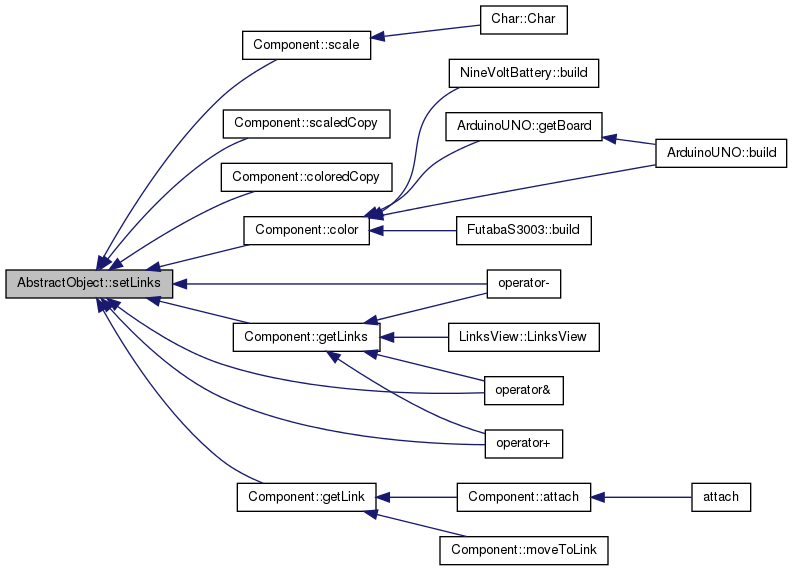 Char::Char
Component::scale
NineVoltBattery::build
Component::scaledCopy
ArduinoUNO::getBoard
ArduinoUNO::build
Component::coloredCopy
Component::color
FutabaS3003::build
AbstractObject::setLinks
operator-
Component::getLinks
LinksView::LinksView
operator&
operator+
Component::getLink
Component::attach
attach
Component::moveToLink